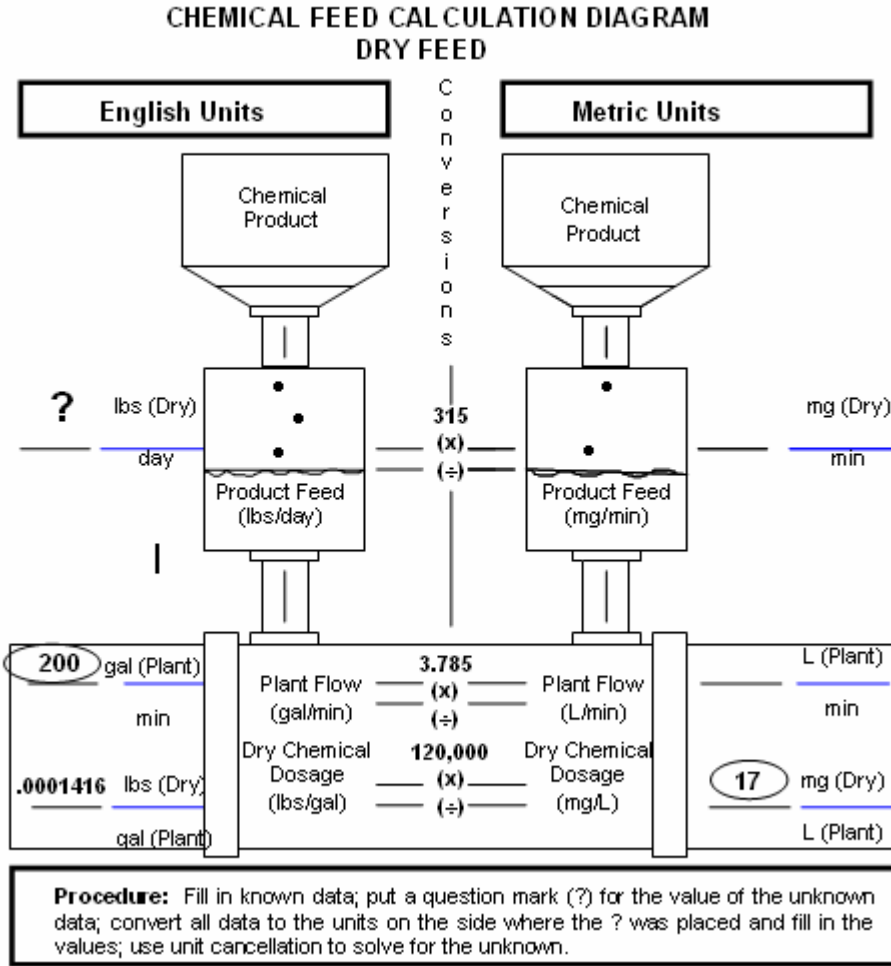 CHEMICAL FEED CALCULATION DIAGRAM
DRY FEED
English Units
Conversions
Metric Units
Chemical
Product
Chemical
Product
?
lbs (Dry)
day
315
(x)
(÷)
mg (Dry)
min
Product Feed
(lbs/day)
Product Feed
(mg/min)
200
gal (Plant)
min
Plant Flow
(gal/min)
3.785
(x)
(÷)
Plant Flow
(L/min)
L (Plant)
min
.0001416
lbs (Dry)
gal (Plant)
Dry Chemical
Dosage
(lbs/gal)
120,000
(x)
(÷)
Dry Chemical
Dosage
(mg/L)
17
mg (Dry)
L (Plant)
Procedure: Fill in known data; put a question mark (?) for the value of the unknown
data; convert all data to the units on the side where the ? was placed and fill in the
values; use unit cancellation to solve for the unknown.